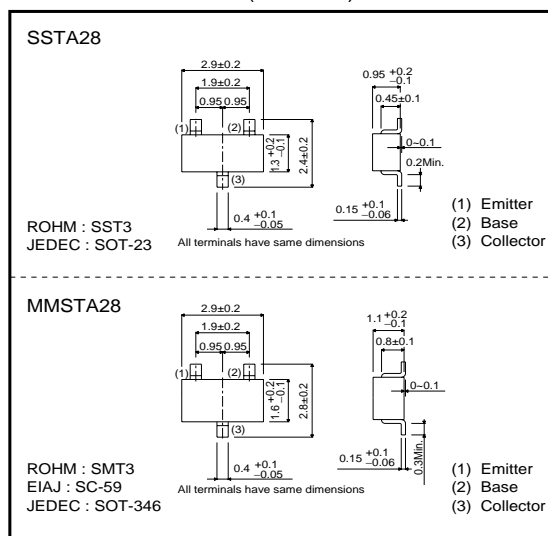 SSTA28
2.9±0.2
1.9±0.2
0.95 0.95
(1)
(2)
(3)
1.3 +0.2 −0.1
2.4±0.2
0.4 +0.1 −0.05
All terminals have same dimensions
0.95 +0.2 −0.1
0.45±0.1
0~0.1
0.2Min.
0.15 +0.1 −0.06
ROHM : SST3
JEDEC : SOT-23
(1) Emitter
(2) Base
(3) Collector
MMSTA28
2.9±0.2
1.9±0.2
0.95 0.95
(1)
(2)
(3)
1.6 +0.2 −0.1
2.8±0.2
0.4 +0.1 −0.05
All terminals have same dimensions
1.1 +0.2 −0.1
0.8±0.1
0~0.1
0.3Min.
0.15 +0.1 −0.06
ROHM : SMT3
EIAJ : SC-59
JEDEC : SOT-346
(1) Emitter
(2) Base
(3) Collector